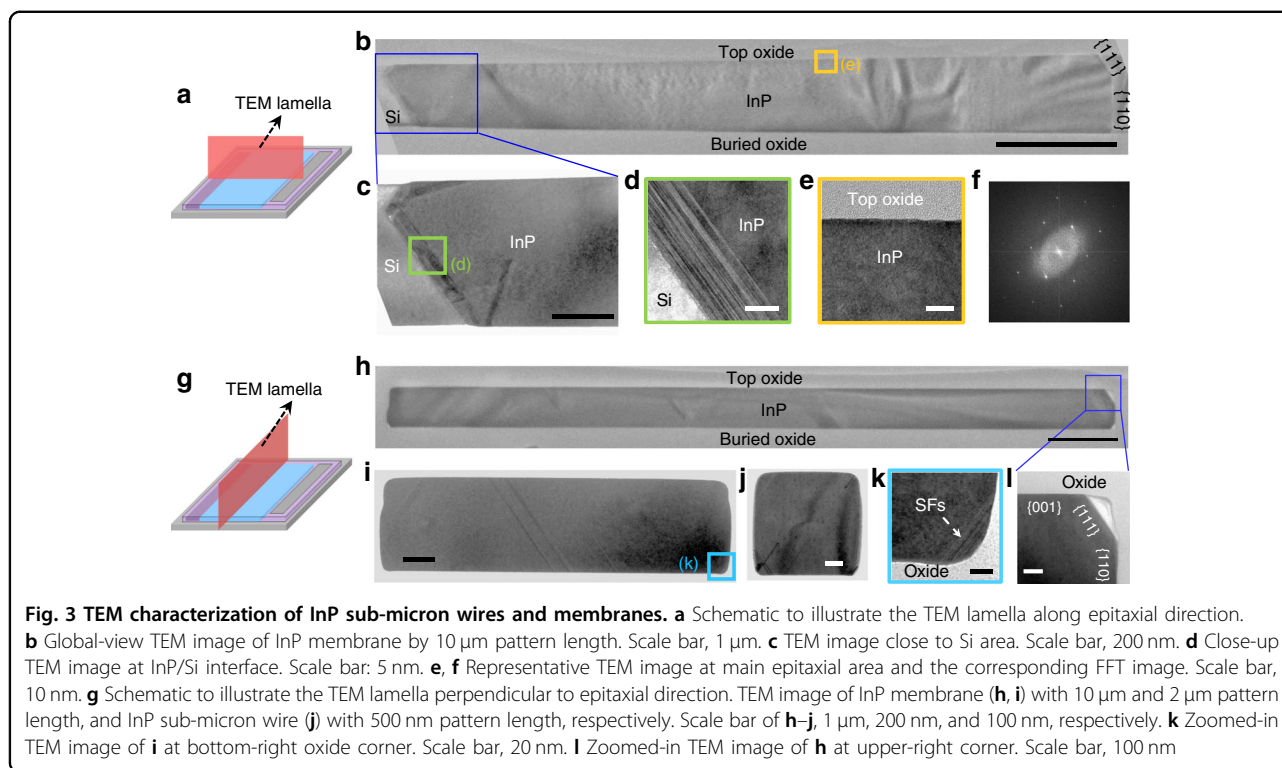 b
Top oxide
{111}
(e)
a
TEM lamella
InP
{110}
Si
Buried oxide
c
d
e
f
Top oxide
InP
InP
InP
Si
(d)
Si
h
g
Top oxide
TEM lamella
InP
Buried oxide
i
j
k
l
Oxide
SFs
{001}
{111}
(k)
{110}
Oxide
Fig. 3 TEM characterization of InP sub-micron wires and membranes. a Schematic to illustrate the TEM lamella along epitaxial direction.
b Global-view TEM image of InP membrane by 10 μm pattern length. Scale bar, 1 μm. c TEM image close to Si area. Scale bar, 200 nm. d Close-up
TEM image at InP/Si interface. Scale bar: 5 nm. e, f Representative TEM image at main epitaxial area and the corresponding FFT image. Scale bar,
10 nm. g Schematic to illustrate the TEM lamella perpendicular to epitaxial direction. TEM image of InP membrane (h, i) with 10 μm and 2 μm pattern
length, and InP sub-micron wire (j) with 500 nm pattern length, respectively. Scale bar of h–j, 1 μm, 200 nm, and 100 nm, respectively. k Zoomed-in
TEM image of i at bottom-right oxide corner. Scale bar, 20 nm. l Zoomed-in TEM image of h at upper-right corner. Scale bar, 100 nm